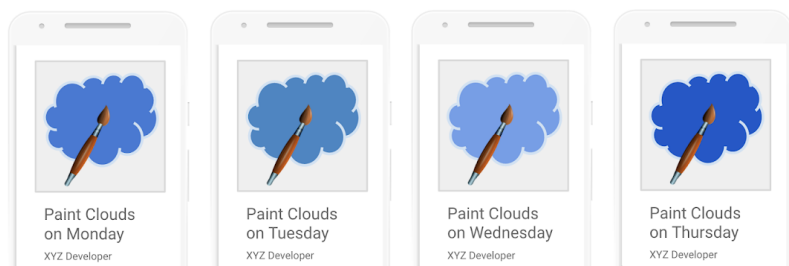 Paint Clouds
on Monday
XYZ Developer
Paint Clouds
on Tuesday
XYZ Developer
Paint Clouds
on Wednesday
XYZ Developer
Paint Clouds
on Thursday
XYZ Developer